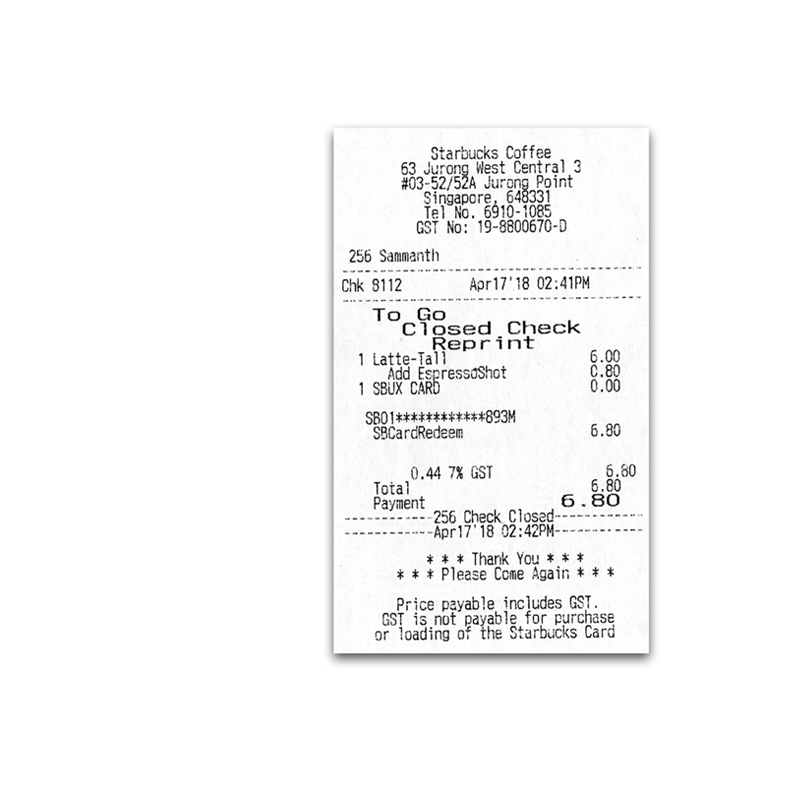 Starbucks Coffee
63 Jurong West Central 3
#03-52/52A Jurong Point
Singapore, 648331
Tel No. 6910-1085
GST No: 19-8800670-D
256 Sammanth
Chk 9112 Apr17'18 02:41PM
To Go
Closed Check
Reprint
1 Latte-Tall 6.00
Add EspressoShot 0.80
1 SBUX CARD 0.00
SB01************893M
SBCardRedeem 6.80
0.44 7% GST 6.80
Total 6.80
Payment 6.80
------------256 Check Closed------------
------------Apr17'18 02:42PM------------
* * * Thank You * * *
* * * Please Come Again * * *
Price payable includes GST.
GST is not payable for purchase
or loading of the Starbucks Card